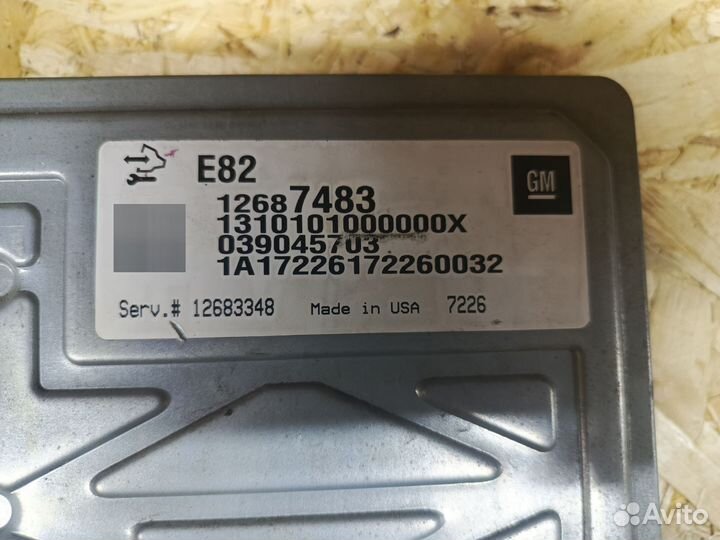 E82
GM
12687483
1310101000000X
039045703
1A17226172260032
Serv.# 12683348 Made in USA 7226
Avito